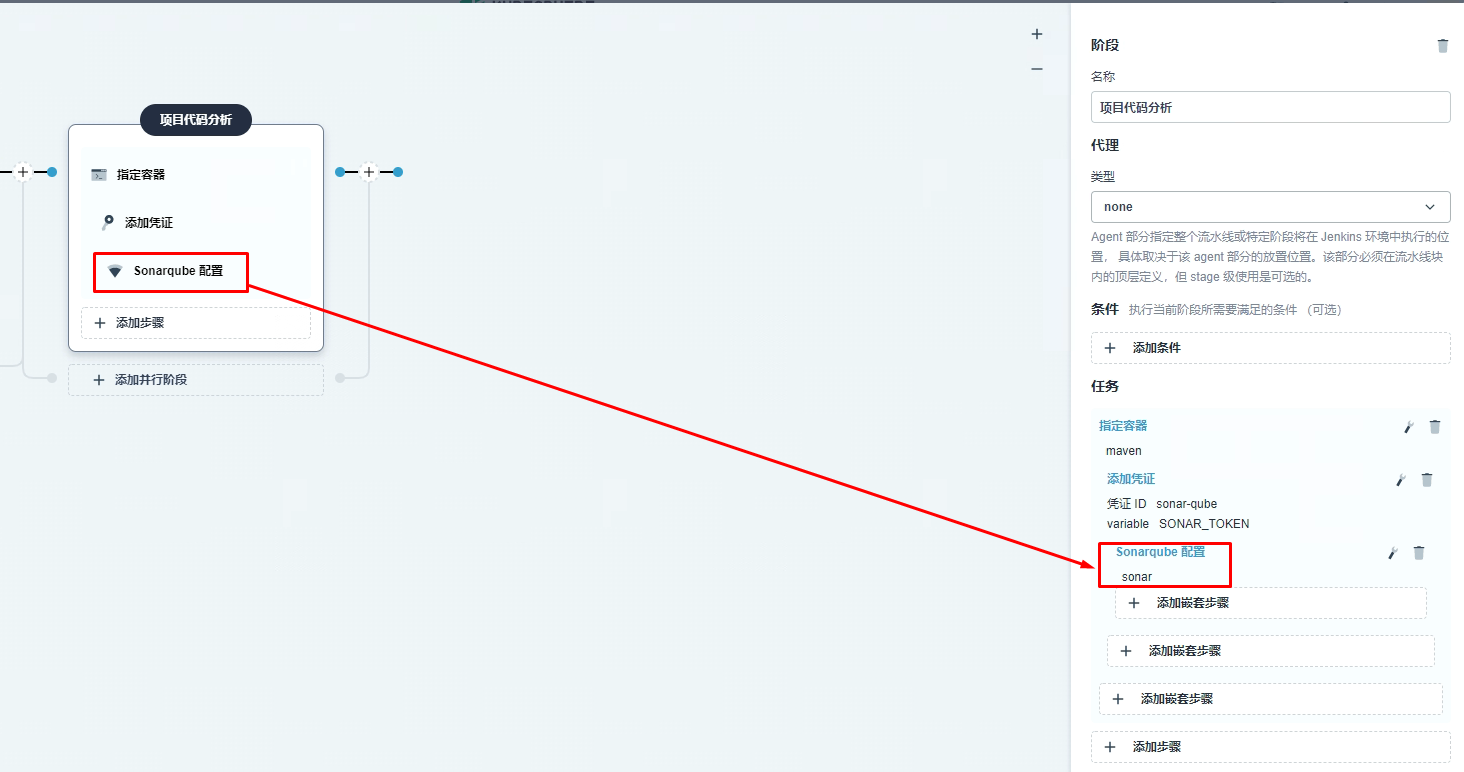 项目代码分析
指定容器
添加凭证
Sonarqube 配置
添加步骤
添加并行阶段
阶段
名称
项目代码分析
代理
类型
none
Agent 部分指定整个流水线或特定阶段将在 Jenkins 环境中执行的位
置， 具体取决于该 agent 部分的放置位置。该部分必须在流水线块
内的顶层定义，但 stage 级使用是可选的。
条件 执行当前阶段所需要满足的条件 （可选）
添加条件
任务
指定容器
maven
添加凭证
凭证 ID sonar-qube
variable SONAR_TOKEN
Sonarqube 配置
sonar
添加嵌套步骤
添加嵌套步骤
添加嵌套步骤
添加步骤